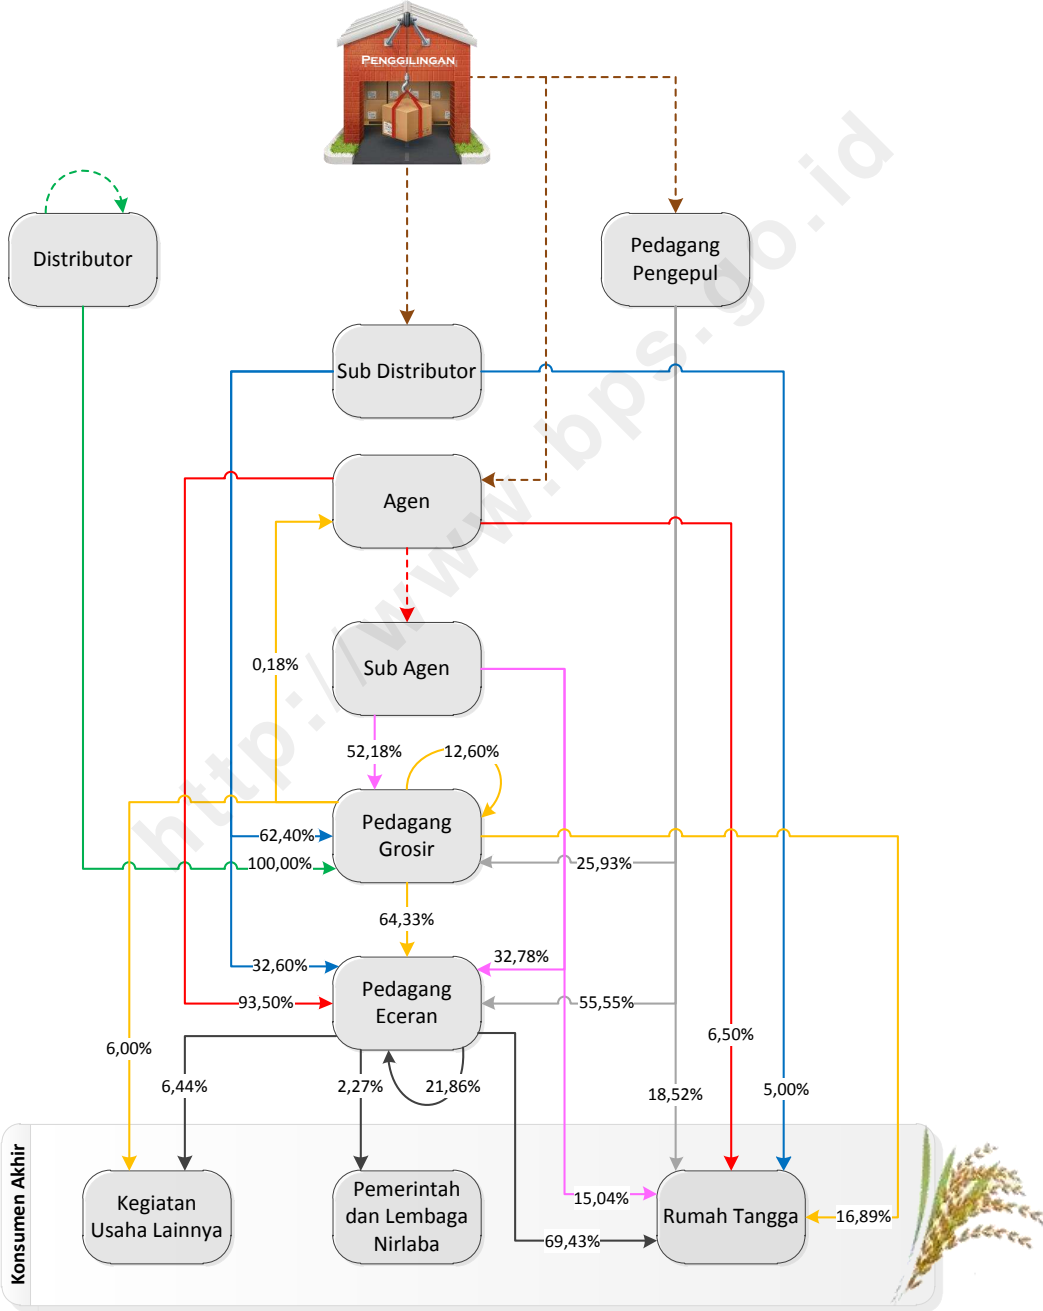 PENGGILINGAN
Distributor
Pedagang
Pengepul
Sub Distributor
Agen
Sub Agen
0,18%
52,18%
12,60%
Pedagang
Grosir
62,40%
100,00%
25,93%
64,33%
32,78%
32,60%
Pedagang
Eceran
93,50%
55,55%
6,00%
6,50%
6,44%
2,27%
21,86%
18,52%
5,00%
Konsumen Akhir
Kegiatan
Usaha Lainnya
Pemerintah
dan Lembaga
Nirlaba
15,04%
Rumah Tangga
16,89%
69,43%
http://www.bps.go.id